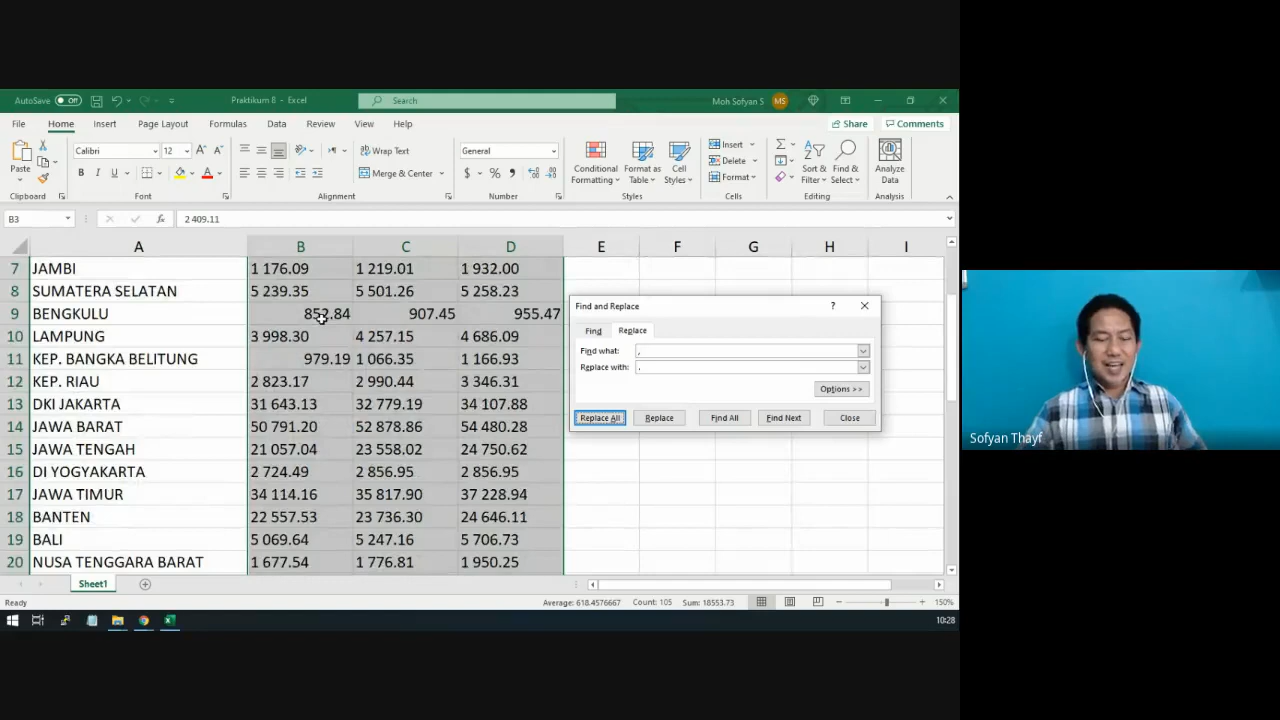 AutoSave Off Praktikum 8 - Excel Search Moh Sofyan S MS
File Home Insert Page Layout Formulas Data Review View Help Share Comments
Paste Calibri 12 A A Wrap Text General Conditional Formatting Format as Table Cell Styles Insert Delete Format Sort & Filter Find & Select Analyze Data
B I U A Merge & Center $ % ,
Clipboard Font Alignment Number Styles Cells Editing Analysis
B3 fx 2 409.11
A B C D E F G H I
7 JAMBI 1 176.09 1 219.01 1 932.00
8 SUMATERA SELATAN 5 239.35 5 501.26 5 258.23
9 BENGKULU 852.84 907.45 955.47
10 LAMPUNG 3 998.30 4 257.15 4 686.09
11 KEP. BANGKA BELITUNG 979.19 1 066.35 1 166.93
12 KEP. RIAU 2 823.17 2 990.44 3 346.31
13 DKI JAKARTA 31 643.13 32 779.19 34 107.88
14 JAWA BARAT 50 791.20 52 878.86 54 480.28
15 JAWA TENGAH 21 057.04 23 558.02 24 750.62
16 DI YOGYAKARTA 2 724.49 2 856.95 2 856.95
17 JAWA TIMUR 34 114.16 35 817.90 37 228.94
18 BANTEN 22 557.53 23 736.30 24 646.11
19 BALI 5 069.64 5 247.16 5 706.73
20 NUSA TENGGARA BARAT 1 677.54 1 776.81 1 950.25
Find and Replace ?
Find Replace
Find what: ,
Replace with: .
Options >>
Replace All Replace Find All Find Next Close
Sheet1
Ready Average: 618.4576667 Count: 105 Sum: 18553.73 150%
10:28
Sofyan Thayf